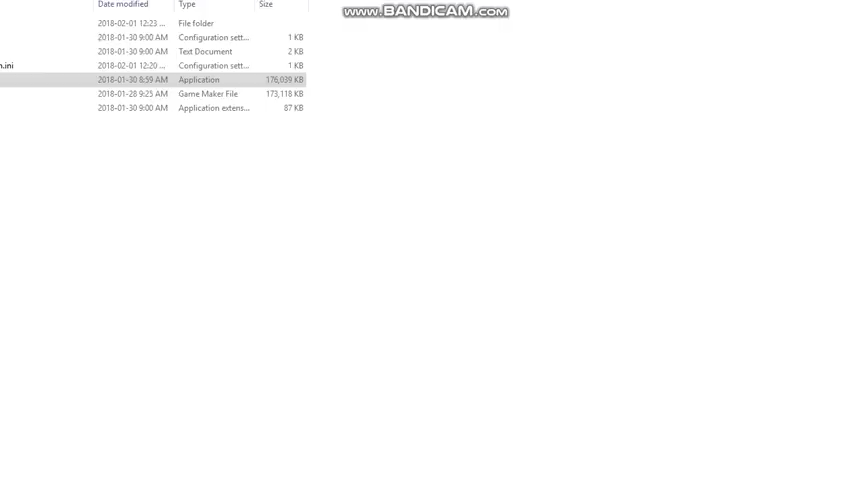 Date modified Type Size
www.BANDICAM.com
2018-02-01 12:23 ... File folder
2018-01-30 9:00 AM Configuration sett... 1 KB
2018-01-30 9:00 AM Text Document 2 KB
n.ini 2018-02-01 12:20 ... Configuration sett... 1 KB
2018-01-30 8:59 AM Application 176,039 KB
2018-01-28 9:25 AM Game Maker File 173,118 KB
2018-01-30 9:00 AM Application extens... 87 KB